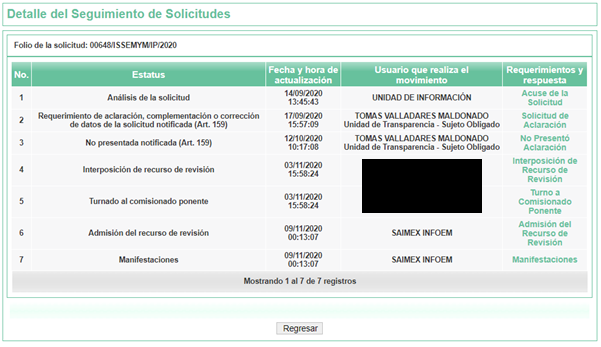 Detalle del Seguimiento de Solicitudes
Folio de la solicitud: 00648/ISSEMYM/IP/2020
No. Estatus Fecha y hora de actualización Usuario que realiza el movimiento Requerimientos y respuesta
1 Análisis de la solicitud 14/09/2020 13:45:43 UNIDAD DE INFORMACIÓN Acuse de la Solicitud
2 Requerimiento de aclaración, complementación o corrección de datos de la solicitud notificada (Art. 159) 17/09/2020 15:57:09 TOMAS VALLADARES MALDONADO Unidad de Transparencia - Sujeto Obligado Solicitud de Aclaración
3 No presentada notificada (Art. 159) 12/10/2020 10:17:08 TOMAS VALLADARES MALDONADO Unidad de Transparencia - Sujeto Obligado No Presentó Aclaración
4 Interposición de recurso de revisión 03/11/2020 15:58:24 Interposición de Recurso de Revisión
5 Turnado al comisionado ponente 03/11/2020 15:58:24 Turno a Comisionado Ponente
6 Admisión del recurso de revisión 09/11/2020 00:13:07 SAIMEX INFOEM Admisión del Recurso de Revisión
7 Manifestaciones 09/11/2020 00:13:07 SAIMEX INFOEM Manifestaciones
Mostrando 1 al 7 de 7 registros
Regresar